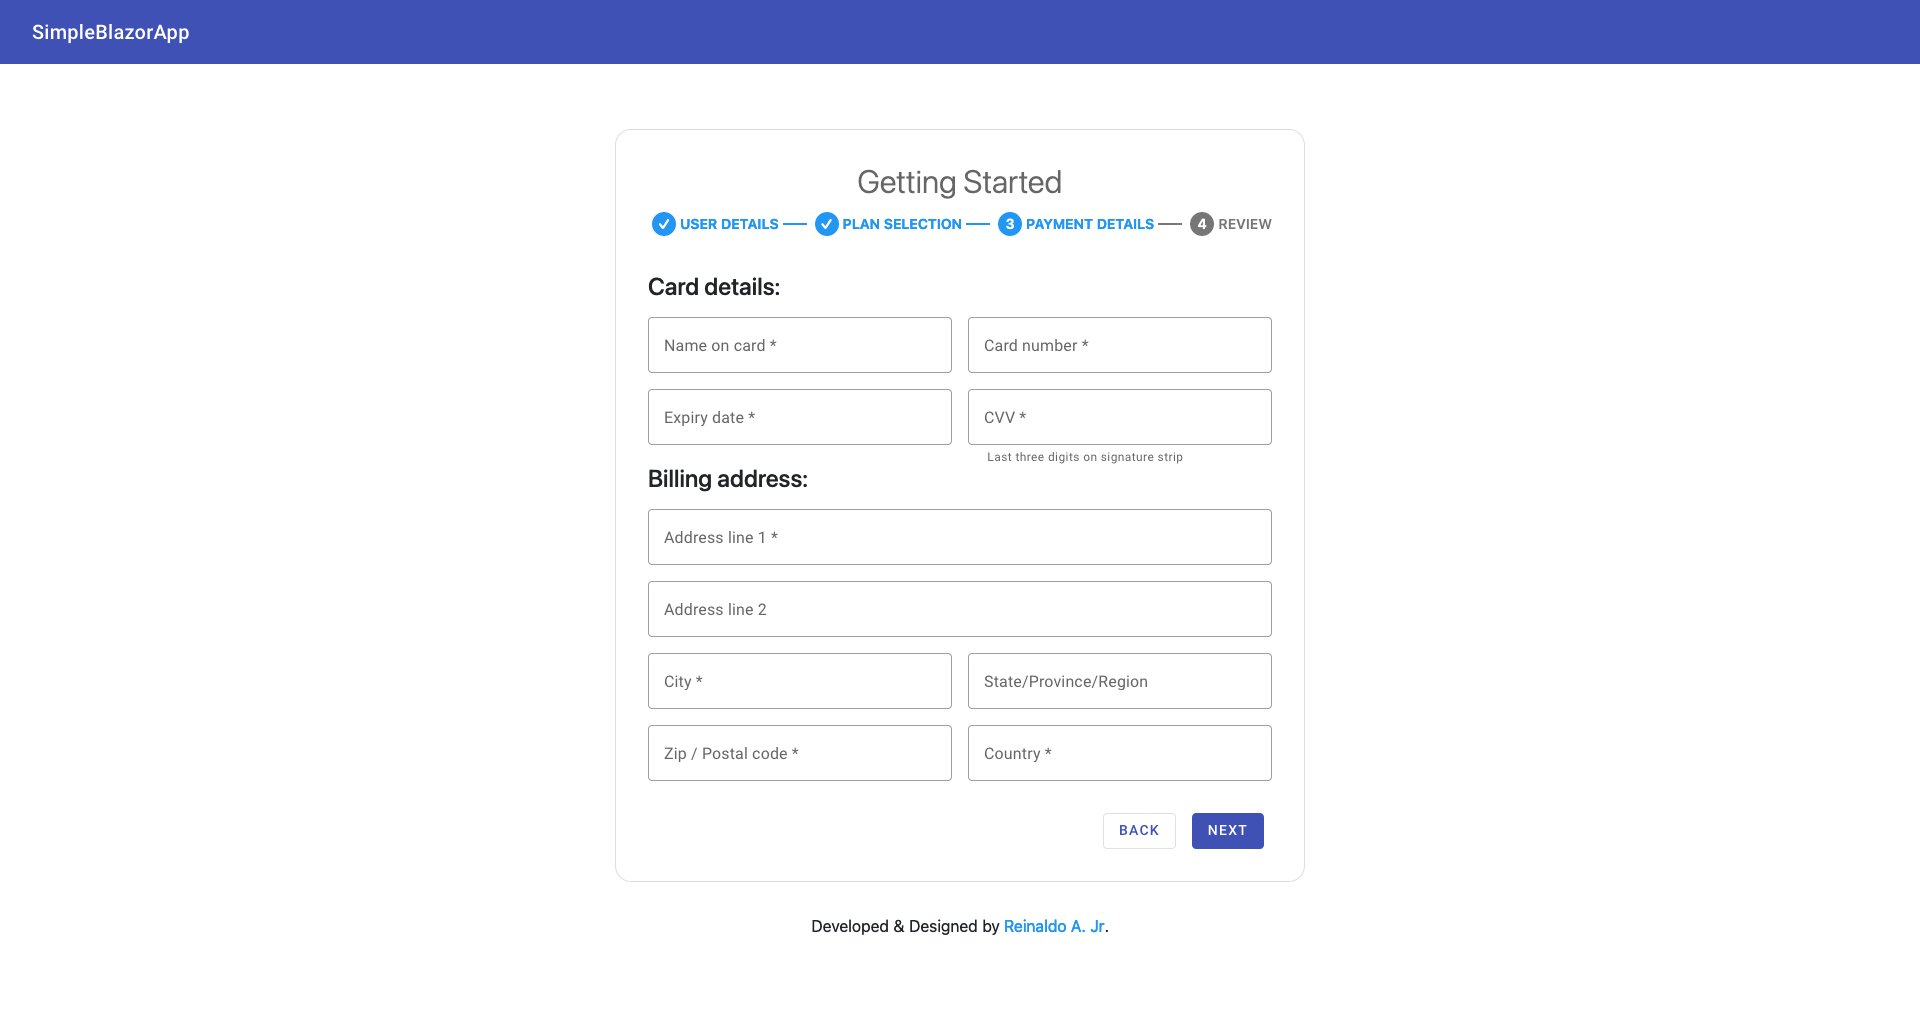 SimpleBlazorApp
Getting Started
USER DETAILS PLAN SELECTION 3 PAYMENT DETAILS 4 REVIEW
Card details:
Name on card * Card number *
Expiry date * CVV *
Last three digits on signature strip
Billing address:
Address line 1 *
Address line 2
City * State/Province/Region
Zip / Postal code * Country *
BACK NEXT
Developed & Designed by Reinaldo A. Jr.